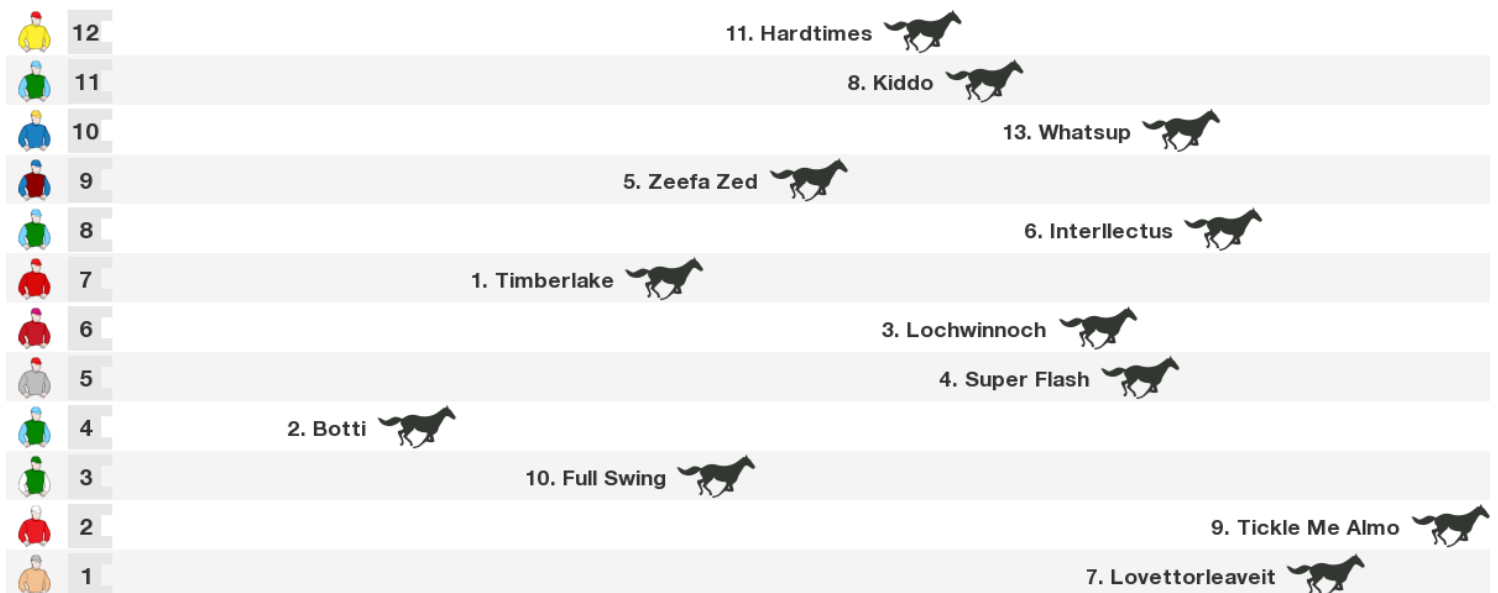 12 11. Hardtimes
11 8. Kiddo
10 13. Whatsup
9 5. Zeefa Zed
8 6. Interllectus
7 1. Timberlake
6 3. Lochwinnoch
5 4. Super Flash
4 2. Botti
3 10. Full Swing
2 9. Tickle Me Almo
1 7. Lovettorleaveit